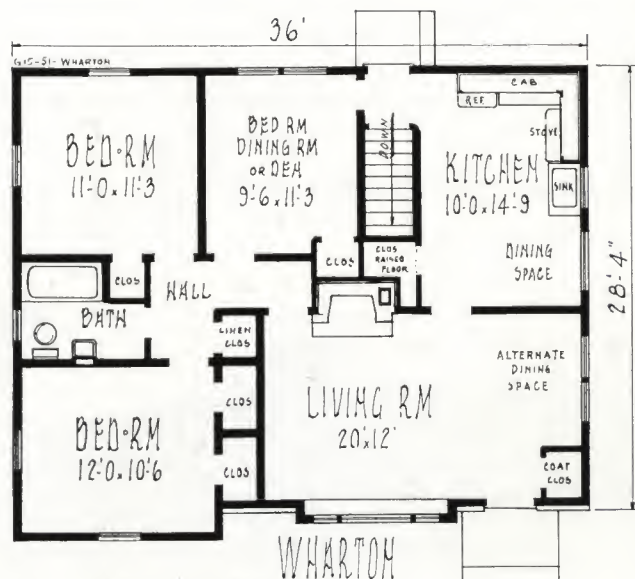 36'
G15-51-WHARTON
BED·RM
11'-0 x 11'-3
BED RM
DINING RM
OR DEN
9'-6 x 11'-3
DOWN
CAB
REF.
STOVE
SINK
KITCHEN
10'-0 x 14'-9
DINING
SPACE
28'-4"
CLOS
CLOS
CLOS
RAISED
FLOOR
HALL
BATH
LINEN
CLOS
CLOS
CLOS
BED·RM
12'-0 x 10'-6
LIVING RM
20' x 12'
ALTERNATE
DINING
SPACE
COAT
CLOS
WHARTON